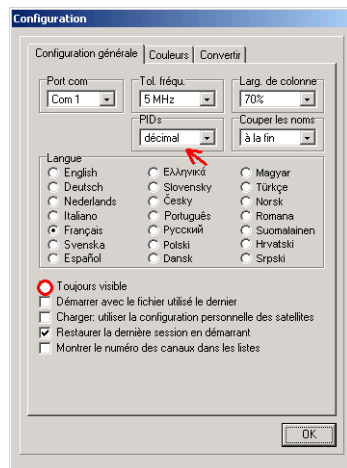 Configuration
Configuration générale Couleurs Convertir
Port com Tol. fréqu. Larg. de colonne
Com 1 5 MHz 70%
PIDs Couper les noms
décimal à la fin
Langue
English Ελληνικά Magyar
Deutsch Slovensky Türkçe
Nederlands Česky Norsk
Italiano Português Romana
Français Русский Suomalainen
Svenska Polski Hrvatski
Español Dansk Srpski
Toujours visible
Démarrer avec le fichier utilisé le dernier
Charger: utiliser la configuration personnelle des satellites
Restaurer la dernière session en démarrant
Montrer le numéro des canaux dans les listes
OK